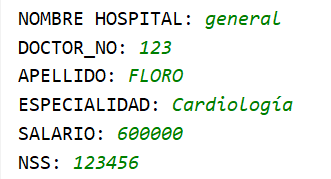 NOMBRE HOSPITAL: general
DOCTOR_NO: 123
APELLIDO: FLORO
ESPECIALIDAD: Cardiología
SALARIO: 600000
NSS: 123456